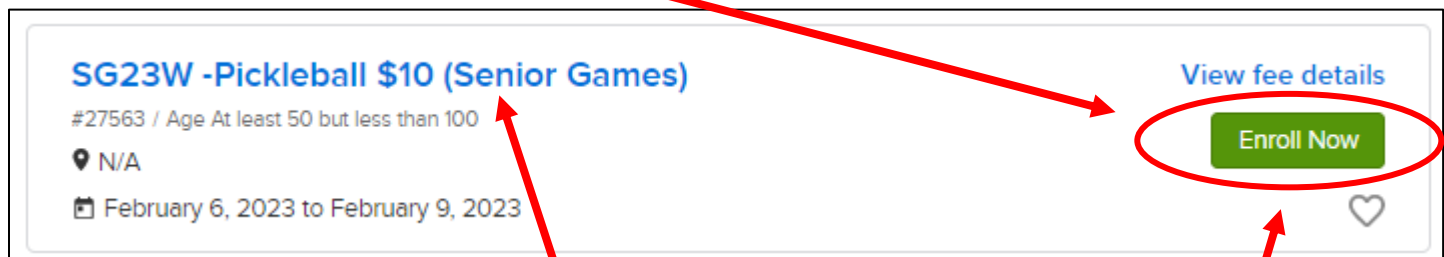 SG23W -Pickleball $10 (Senior Games)
View fee details
#27563 / Age At least 50 but less than 100
Enroll Now
N/A
February 6, 2023 to February 9, 2023